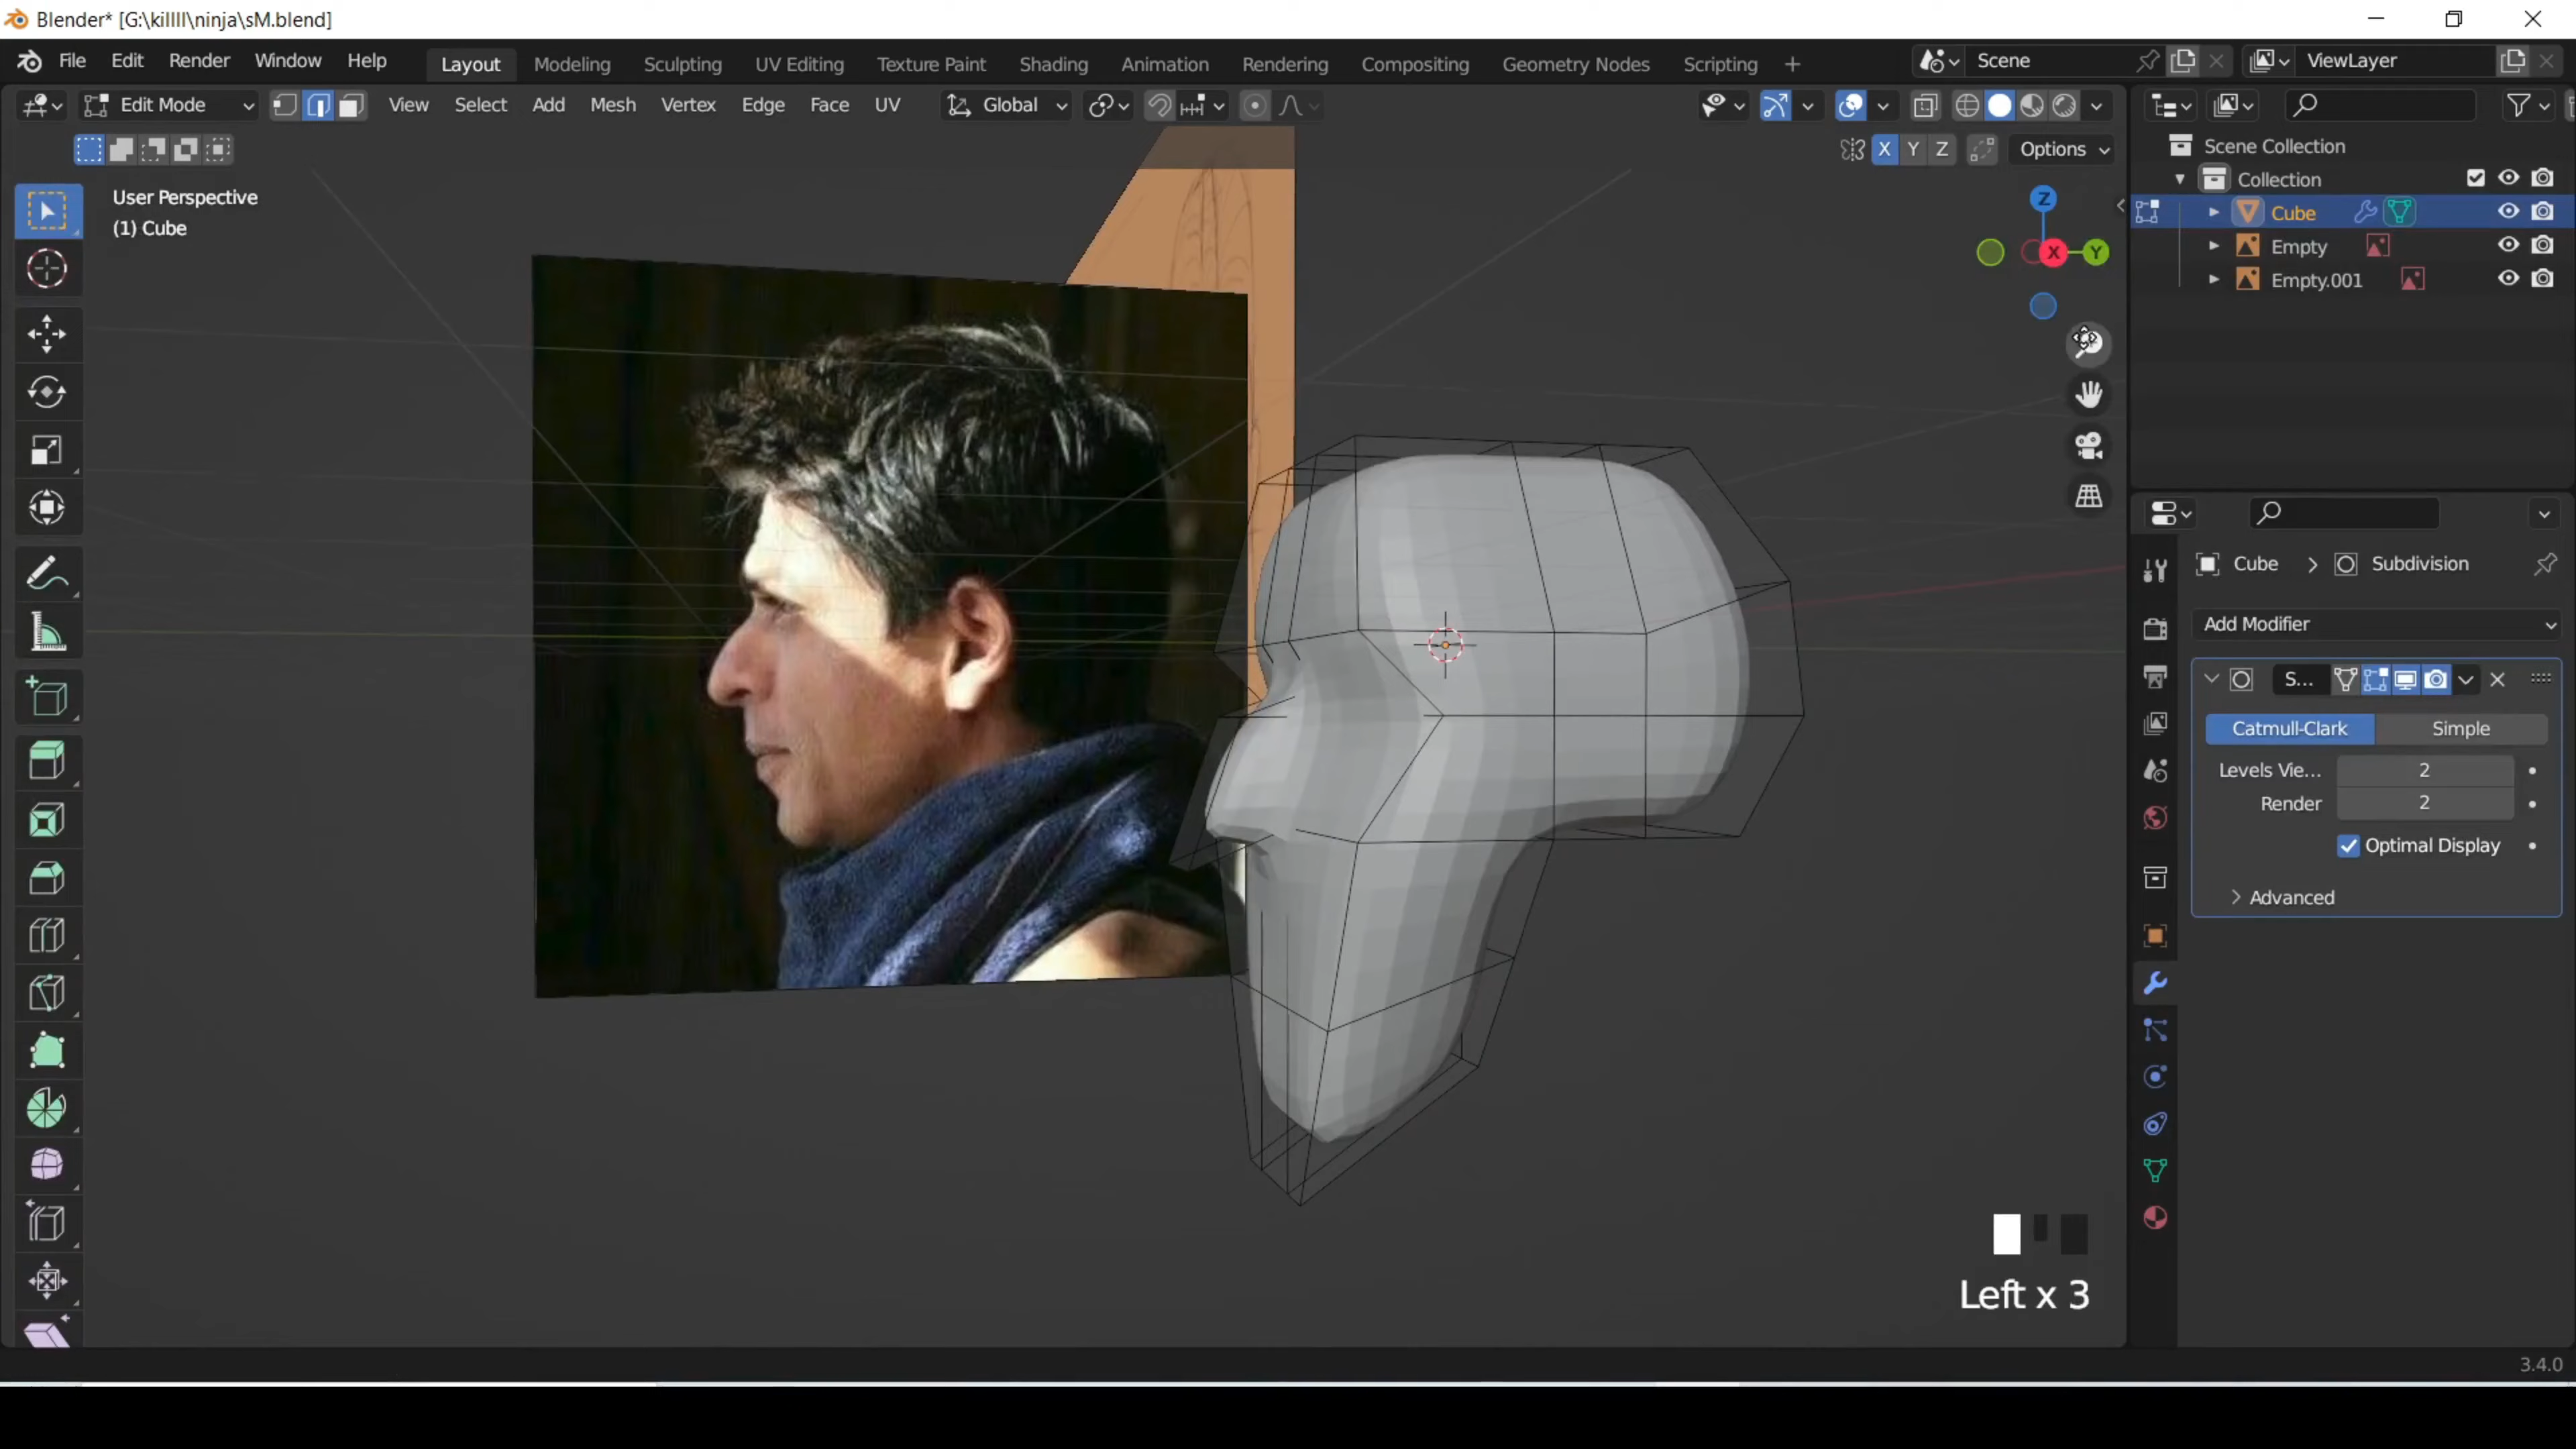 Blender* [G:\killll\ninja\sM.blend]
File Edit Render Window Help
Layout Modeling Sculpting UV Editing Texture Paint Shading Animation Rendering Compositing Geometry Nodes Scripting +
Scene
ViewLayer
Edit Mode View Select Add Mesh Vertex Edge Face UV Global
X Y Z Options
User Perspective
(1) Cube
Z
X
Y
Scene Collection
Collection
Cube
Empty
Empty.001
Cube > Subdivision
Add Modifier
S...
Catmull-Clark Simple
Levels Vie... 2
Render 2
Optimal Display
Advanced
Left x 3
3.4.0